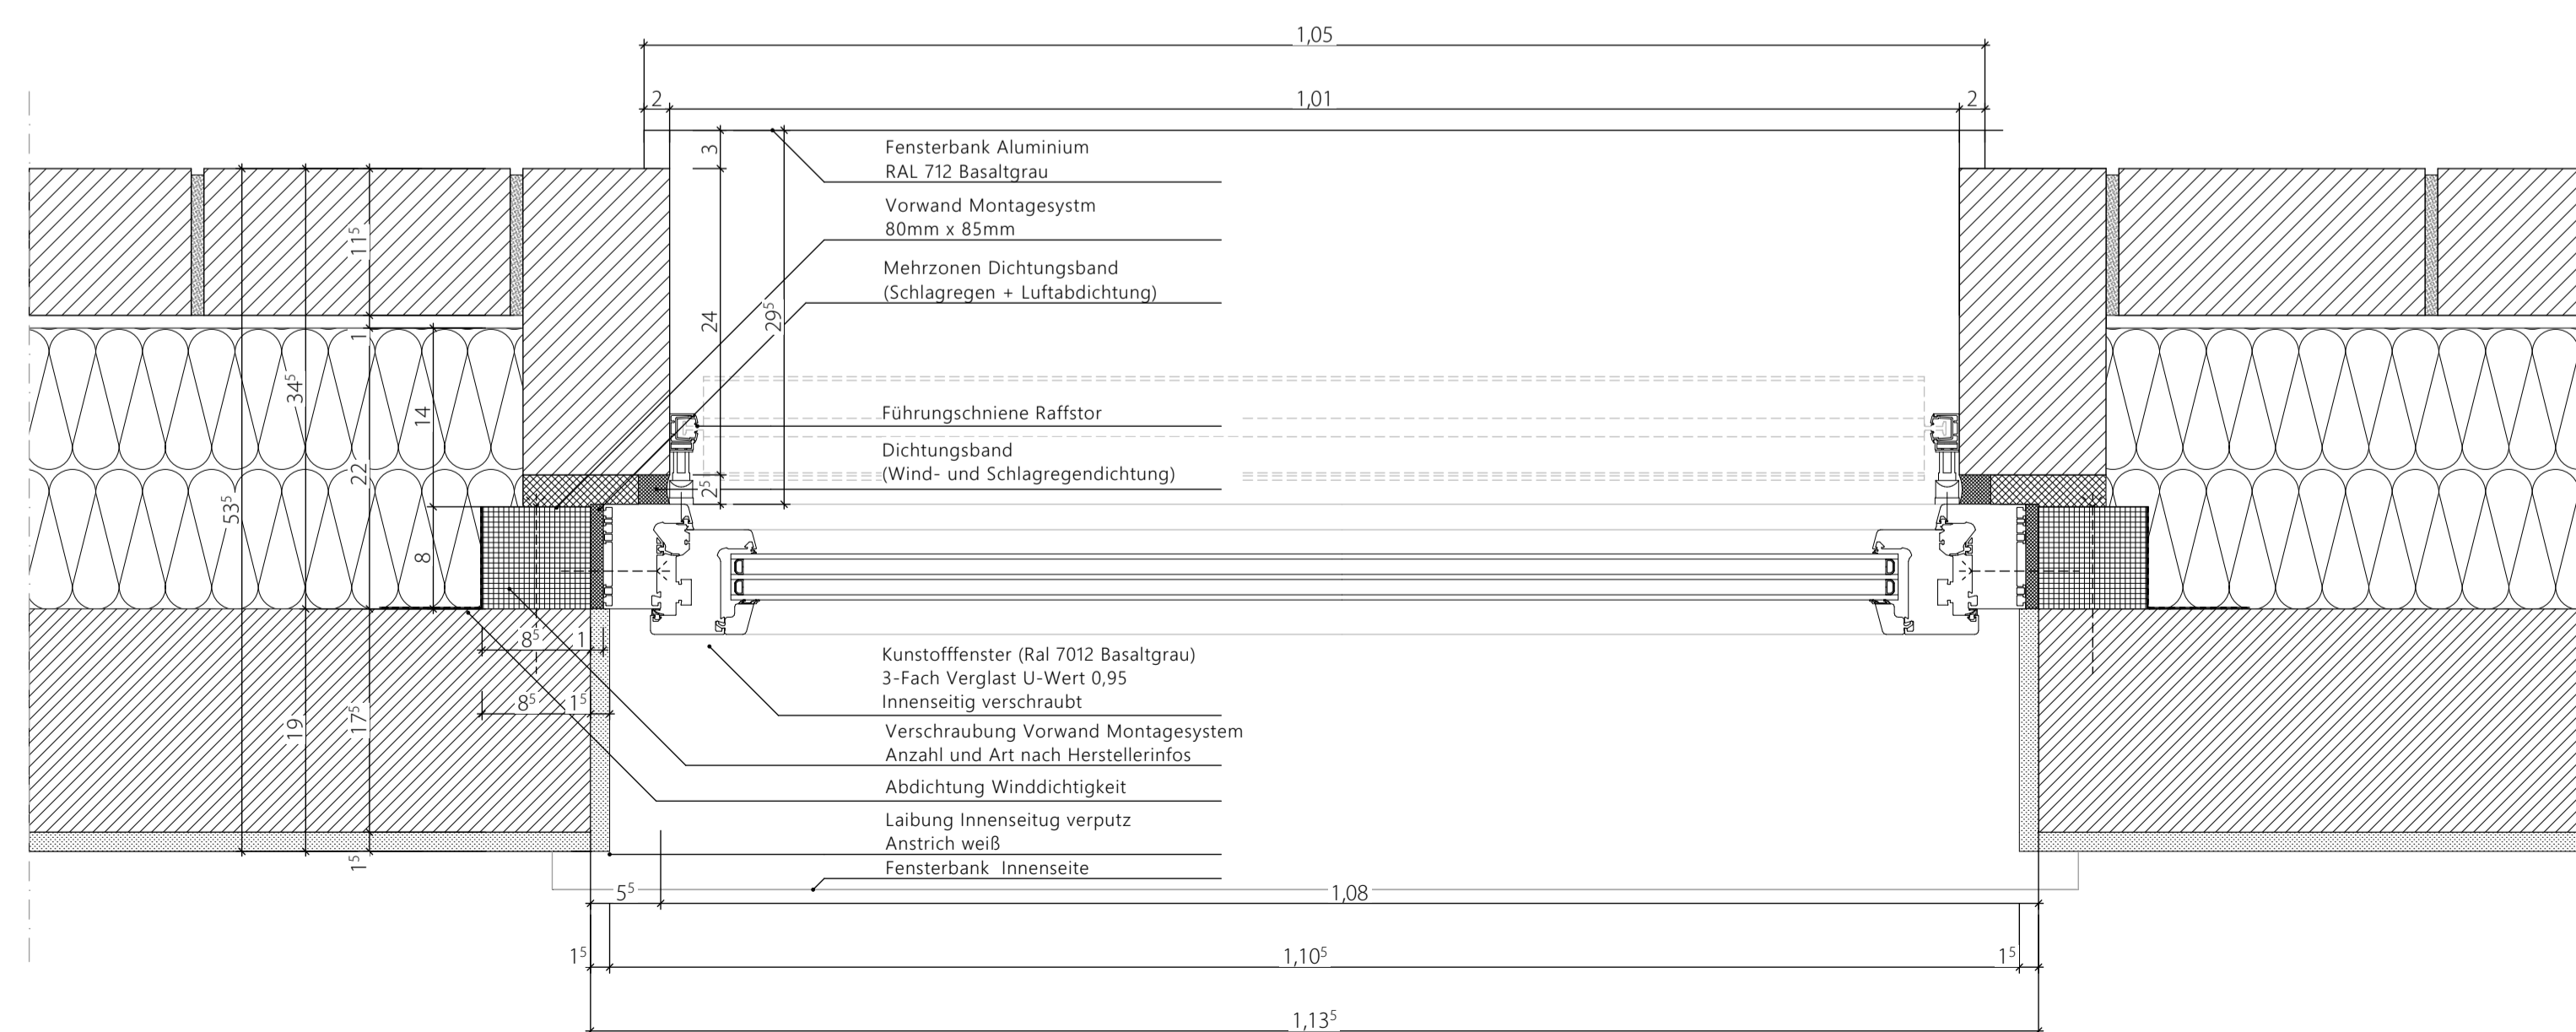 1,05
2
1,01
2
3
Fensterbank Aluminium
RAL 712 Basaltgrau
Vorwand Montagesystm
80mm x 85mm
11⁵
Mehrzonen Dichtungsband
(Schlagregen + Luftabdichtung)
24
29⁵
1
34⁵
14
Führungschniene Raffstor
Dichtungsband
(Wind- und Schlagregendichtung)
22
2⁵
53⁵
8
8⁵
1
Kunstofffenster (Ral 7012 Basaltgrau)
3-Fach Verglast U-Wert 0,95
Innenseitig verschraubt
8⁵
1⁵
19
17⁵
Verschraubung Vorwand Montagesystem
Anzahl und Art nach Herstellerinfos
Abdichtung Winddichtigkeit
Laibung Innenseitug verputz
Anstrich weiß
1⁵
Fensterbank Innenseite
5⁵
1,08
1⁵
1,10⁵
1⁵
1,13⁵